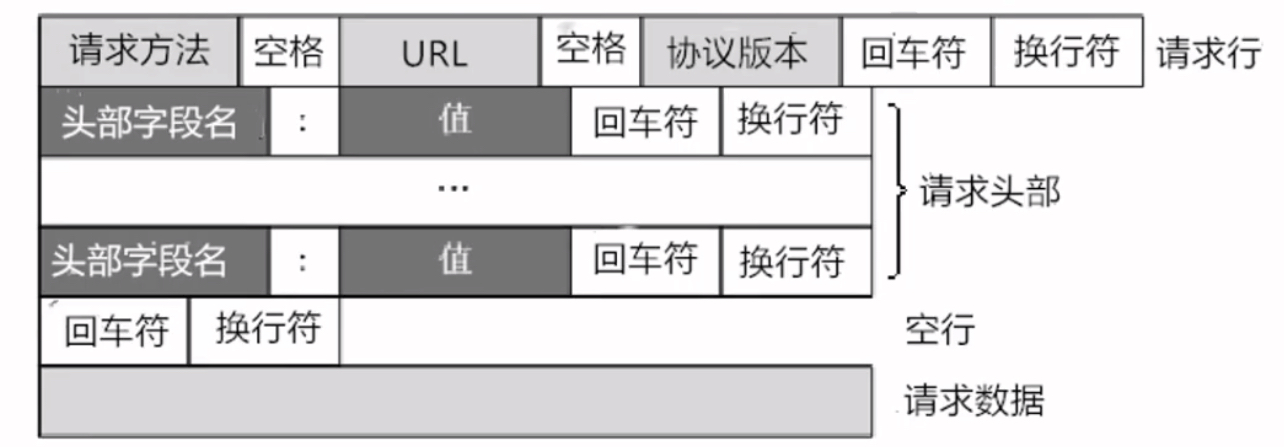 请求方法 空格 URL 空格 协议版本 回车符 换行符 请求行
头部字段名 : 值 回车符 换行符
... 请求头部
头部字段名 : 值 回车符 换行符
回车符 换行符 空行
请求数据